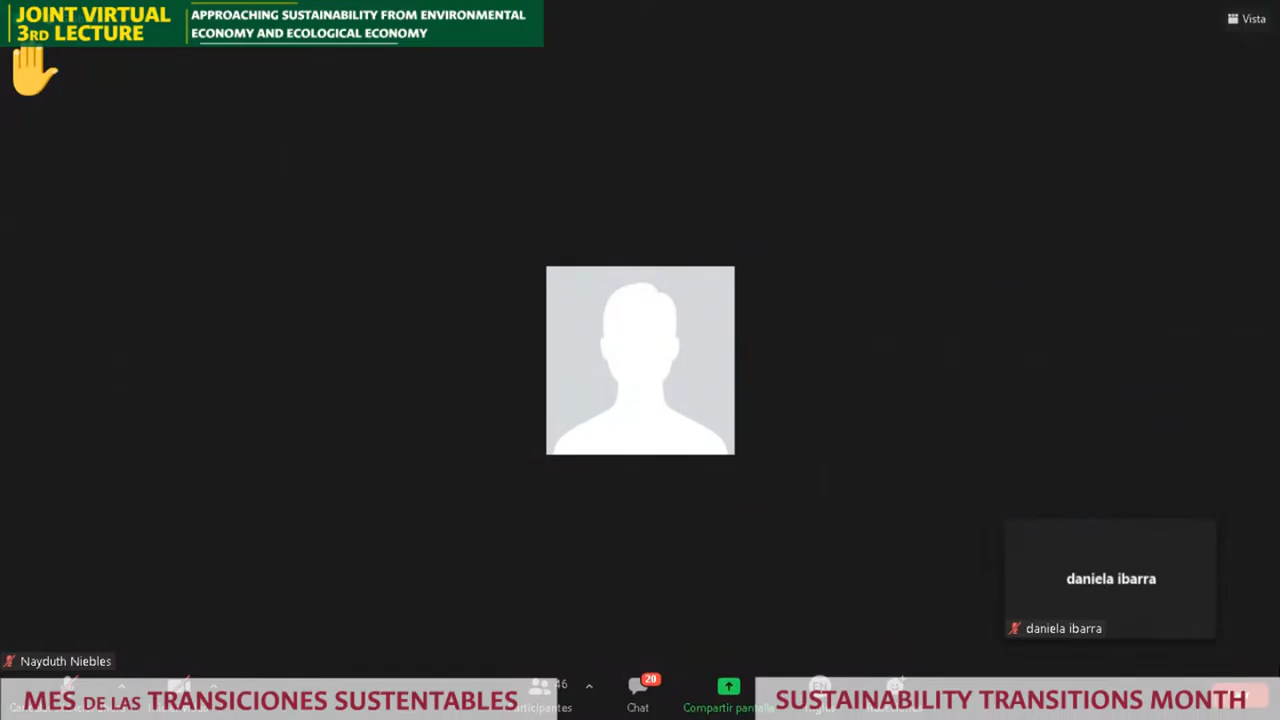 JOINT VIRTUAL
3RD LECTURE
APPROACHING SUSTAINABILITY FROM ENVIRONMENTAL
ECONOMY AND ECOLOGICAL ECONOMY
Vista
daniela ibarra
daniela ibarra
Nayduth Niebles
46
20
Chat
Compartir pantalla
MES DE LAS TRANSICIONES SUSTENTABLES
SUSTAINABILITY TRANSITIONS MONTH